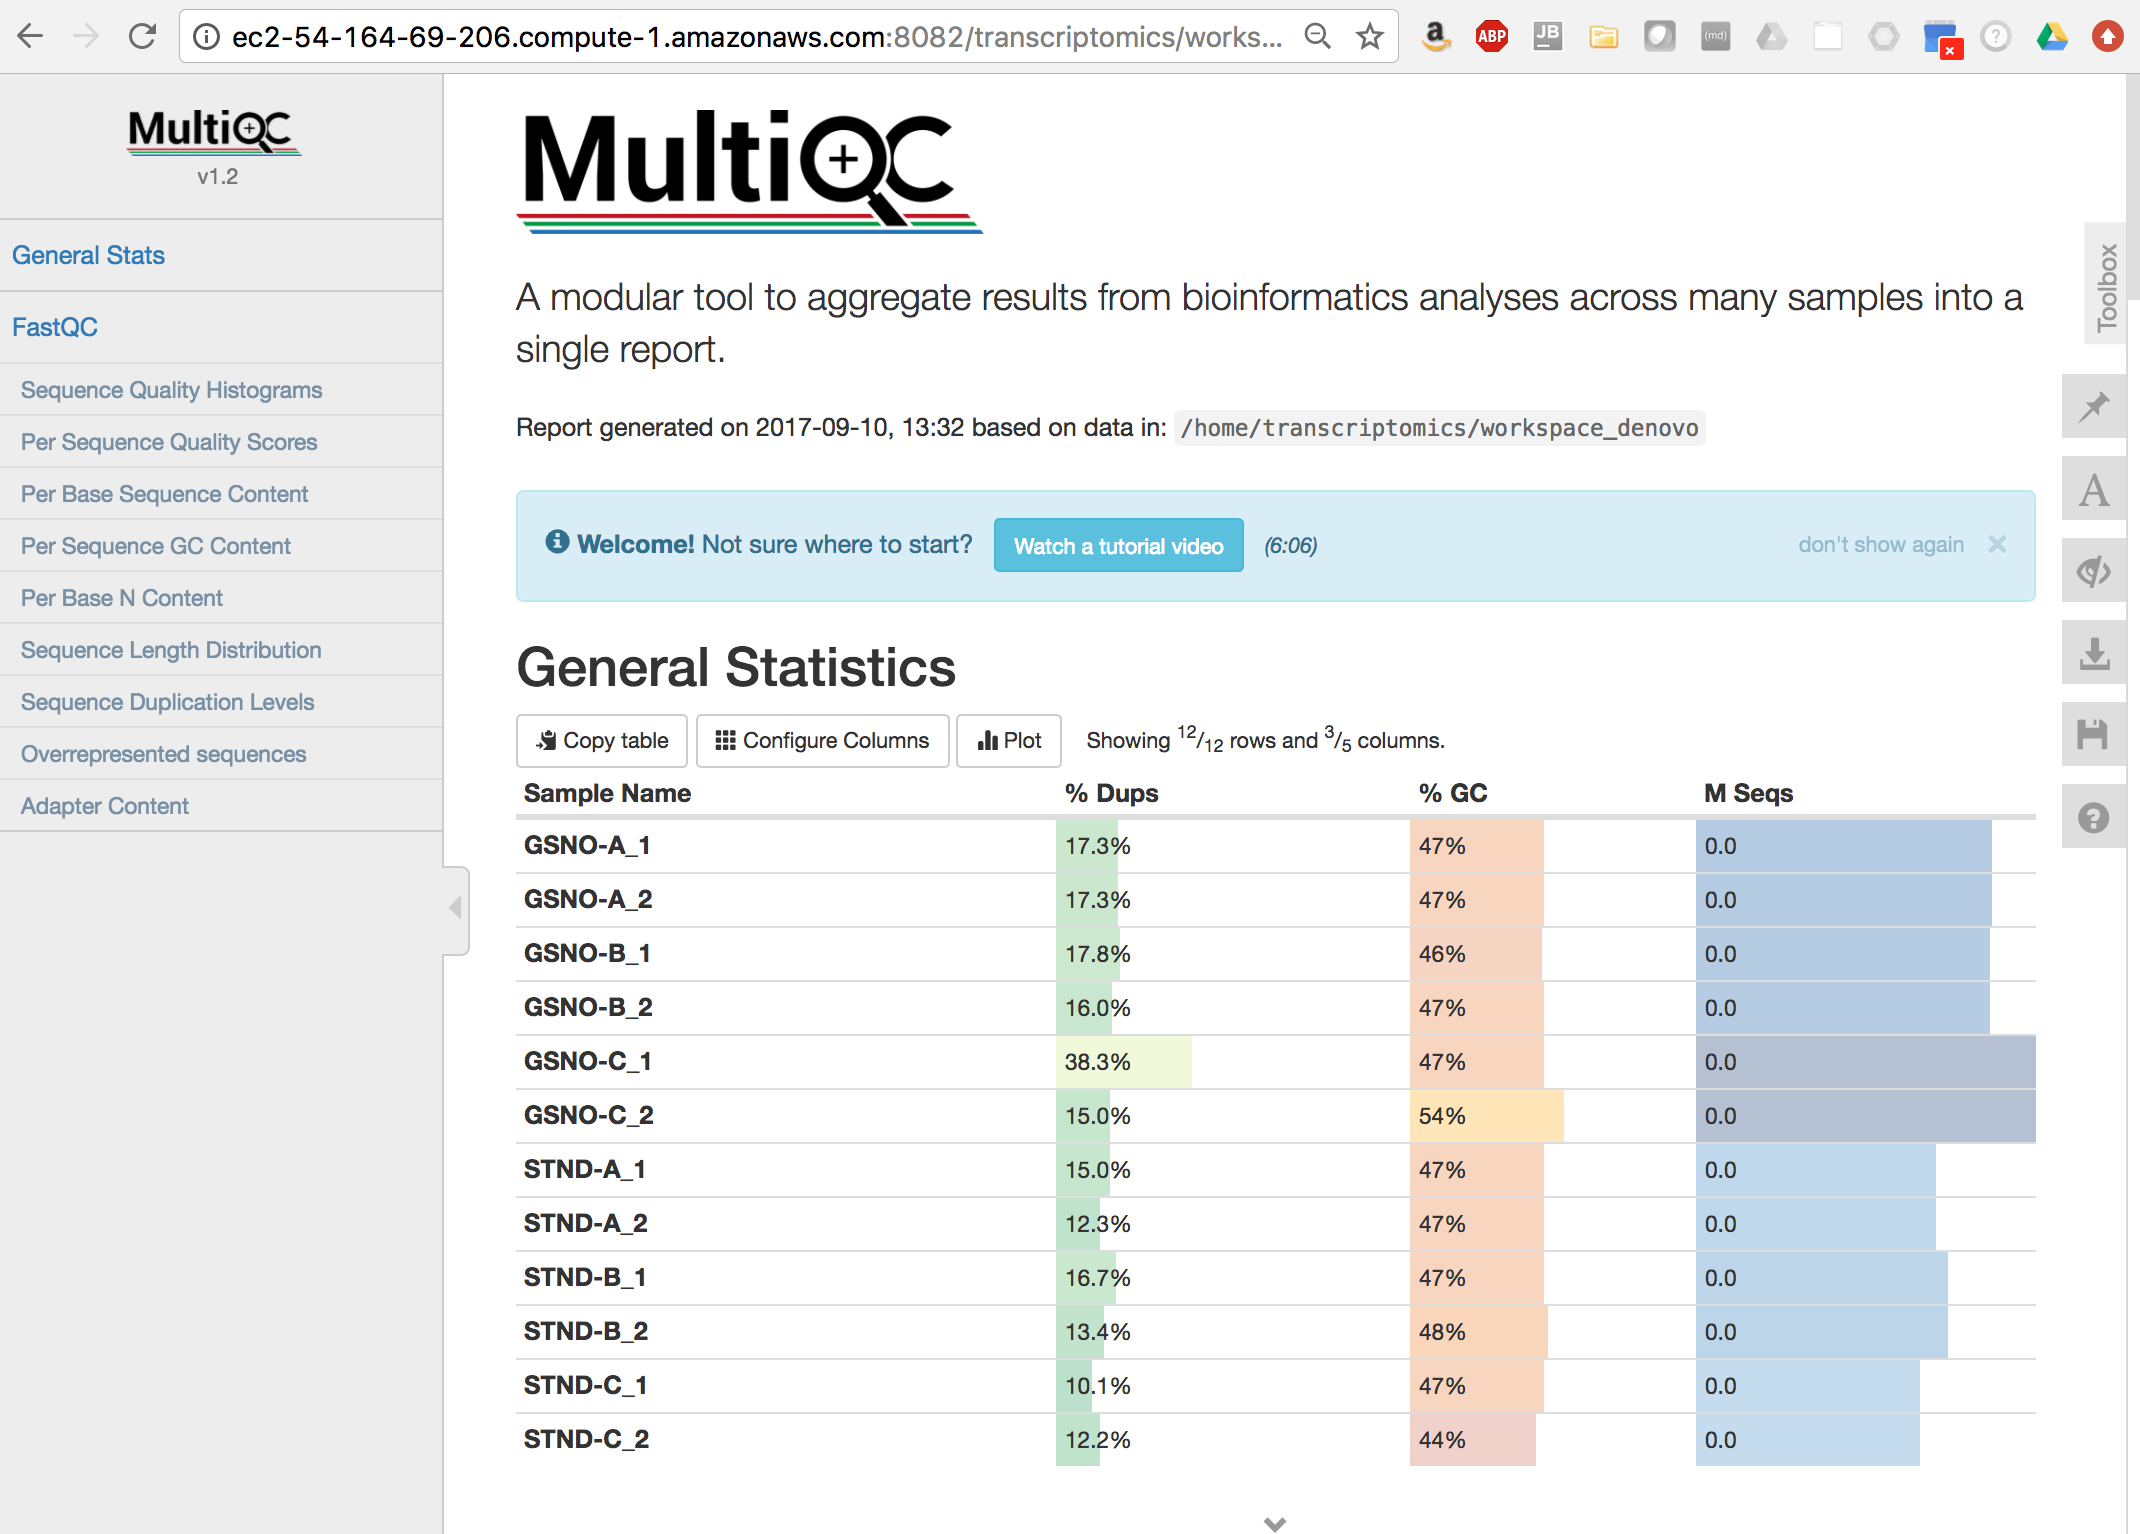 ec2-54-164-69-206.compute-1.amazonaws.com:8082/transcriptomics/works...
a
ABP
JB
(md)
?
MultiQC
v1.2
General Stats
FastQC
Sequence Quality Histograms
Per Sequence Quality Scores
Per Base Sequence Content
Per Sequence GC Content
Per Base N Content
Sequence Length Distribution
Sequence Duplication Levels
Overrepresented sequences
Adapter Content
MultiQC
A modular tool to aggregate results from bioinformatics analyses across many samples into a
single report.
Report generated on 2017-09-10, 13:32 based on data in: /home/transcriptomics/workspace_denovo
Welcome! Not sure where to start? Watch a tutorial video (6:06) don't show again ×
General Statistics
Copy table Configure Columns Plot Showing 12/12 rows and 3/5 columns.
Sample Name % Dups % GC M Seqs
GSNO-A_1 17.3% 47% 0.0
GSNO-A_2 17.3% 47% 0.0
GSNO-B_1 17.8% 46% 0.0
GSNO-B_2 16.0% 47% 0.0
GSNO-C_1 38.3% 47% 0.0
GSNO-C_2 15.0% 54% 0.0
STND-A_1 15.0% 47% 0.0
STND-A_2 12.3% 47% 0.0
STND-B_1 16.7% 47% 0.0
STND-B_2 13.4% 48% 0.0
STND-C_1 10.1% 47% 0.0
STND-C_2 12.2% 44% 0.0
Toolbox
A
?